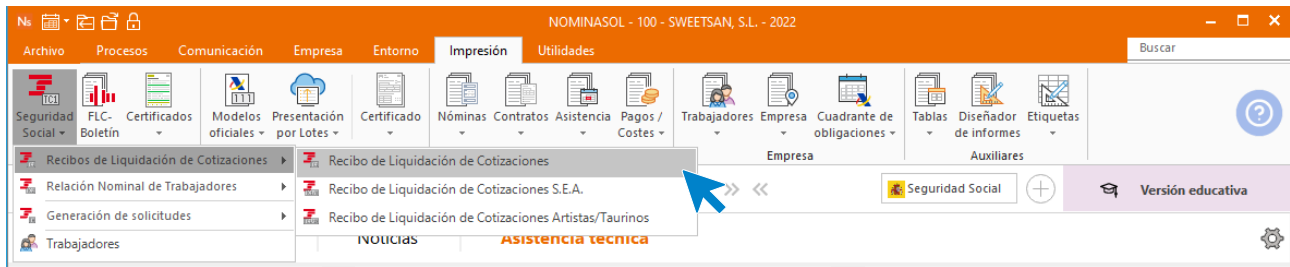 Ns NOMINASOL - 100 - SWEETSAN, S.L. - 2022
Archivo Procesos Comunicación Empresa Entorno Impresión Utilidades Buscar
TC1 111
Seguridad Social FLC-Boletín Certificados Modelos oficiales Presentación por Lotes Certificado Nóminas Contratos Asistencia Pagos / Costes Trabajadores Empresa Cuadrante de obligaciones Tablas Diseñador de informes Etiquetas ?
Empresa Auxiliares
Recibos de Liquidación de Cotizaciones
Recibo de Liquidación de Cotizaciones
Relación Nominal de Trabajadores
Recibo de Liquidación de Cotizaciones S.E.A.
>> << Seguridad Social + Versión educativa
Generación de solicitudes
Recibo de Liquidación de Cotizaciones Artistas/Taurinos
Trabajadores
Noticias Asistencia técnica